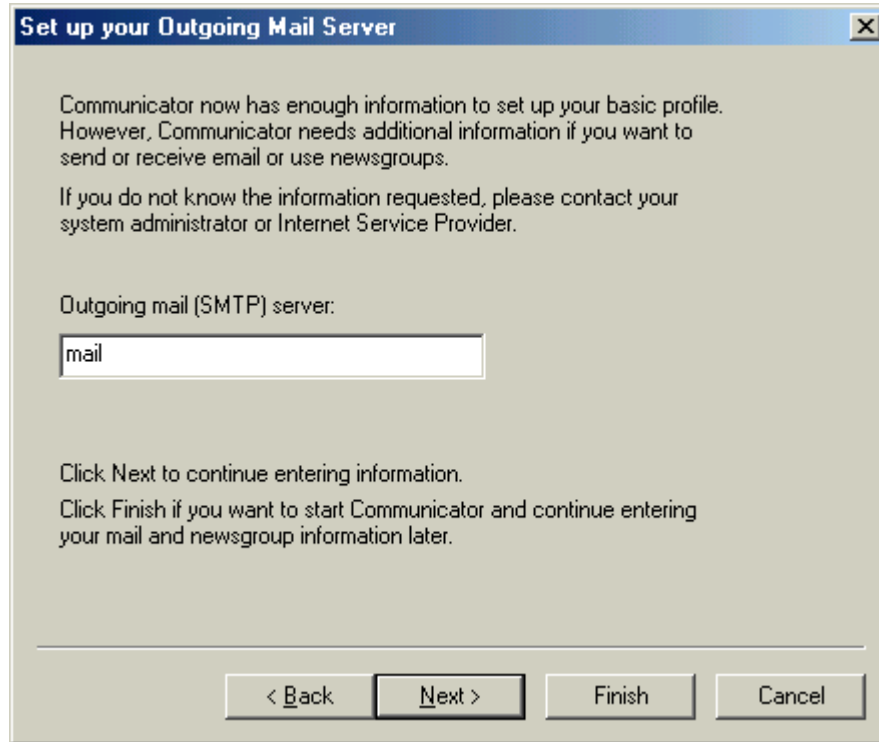 Set up your Outgoing Mail Server
Communicator now has enough information to set up your basic profile.
However, Communicator needs additional information if you want to
send or receive email or use newsgroups.
If you do not know the information requested, please contact your
system administrator or Internet Service Provider.
Outgoing mail (SMTP) server:
mail
Click Next to continue entering information.
Click Finish if you want to start Communicator and continue entering
your mail and newsgroup information later.
< Back
Next >
Finish
Cancel